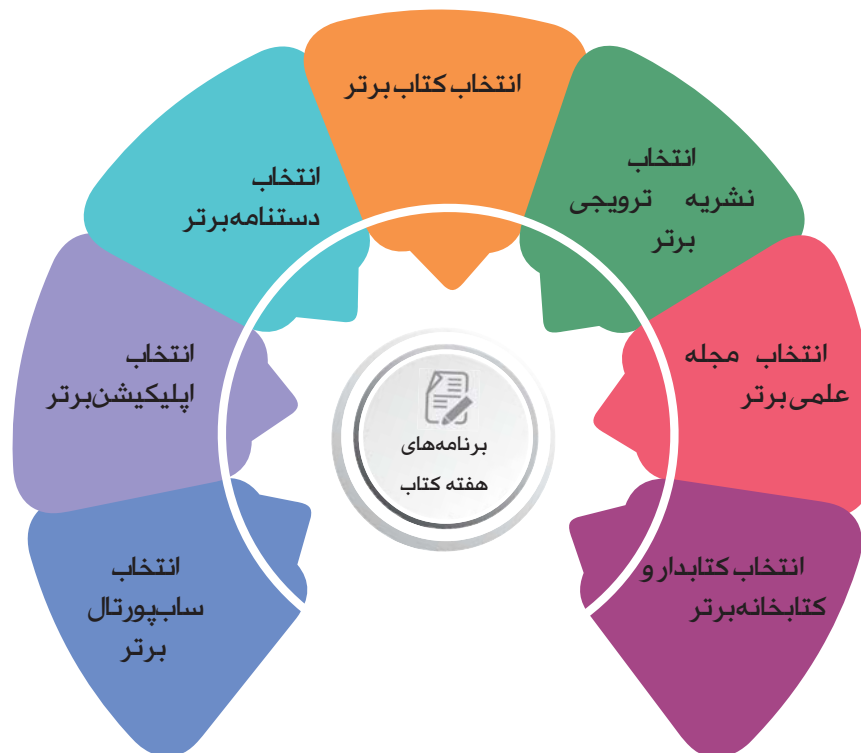 انتخاب کتاب برتر
انتخاب
نشریه ترویجی
برتر
انتخاب مجله
علمی برتر
انتخاب کتابدار و
کتابخانه برتر
انتخاب
دستنامه برتر
انتخاب
اپلیکیشن برتر
انتخاب
ساب‌پورتال
برتر
برنامه‌های
هفته کتاب